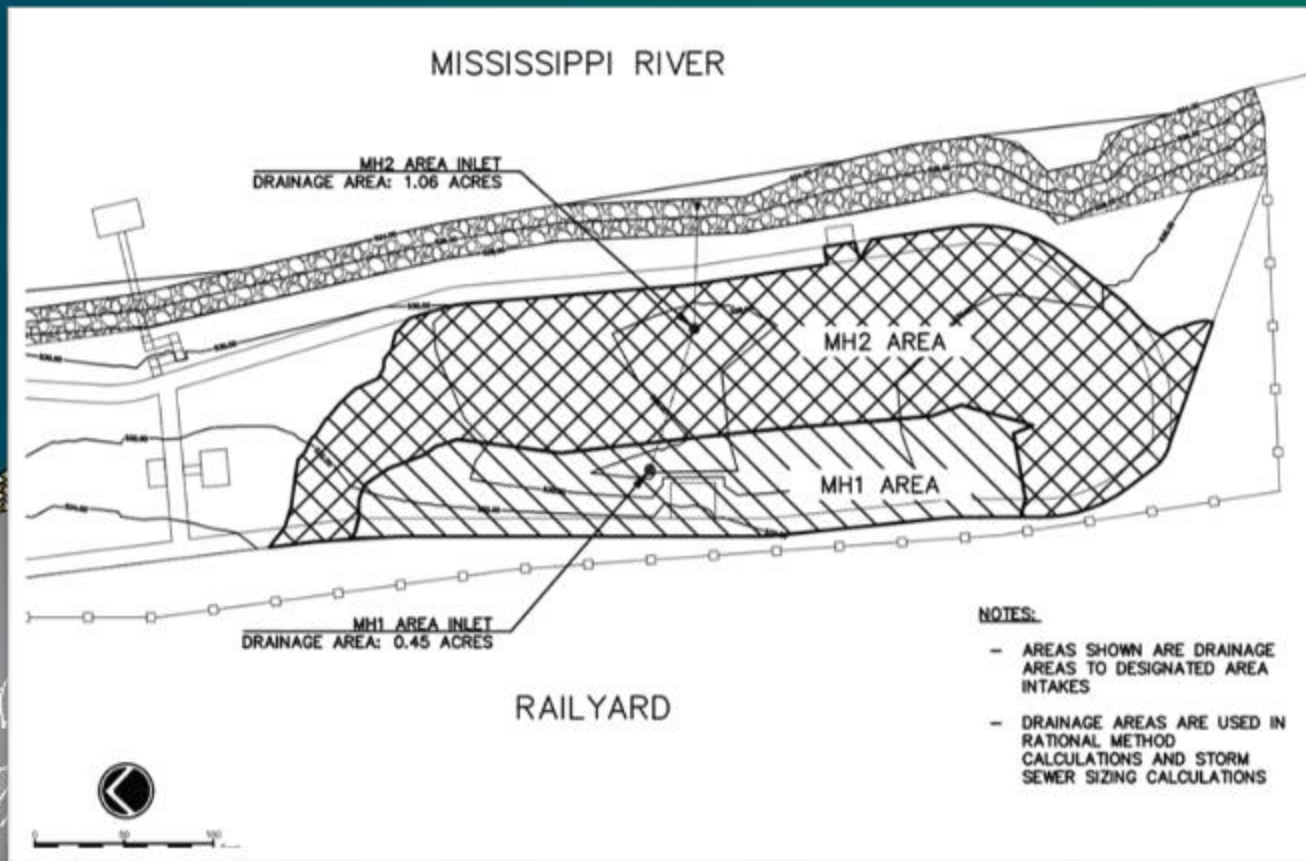 MISSISSIPPI RIVER
MH2 AREA INLET
DRAINAGE AREA: 1.06 ACRES
MH2 AREA
MH1 AREA
MH1 AREA INLET
DRAINAGE AREA: 0.45 ACRES
RAILYARD
NOTES:
- AREAS SHOWN ARE DRAINAGE
AREAS TO DESIGNATED AREA
INTAKES
- DRAINAGE AREAS ARE USED IN
RATIONAL METHOD
CALCULATIONS AND STORM
SEWER SIZING CALCULATIONS
0 50 100